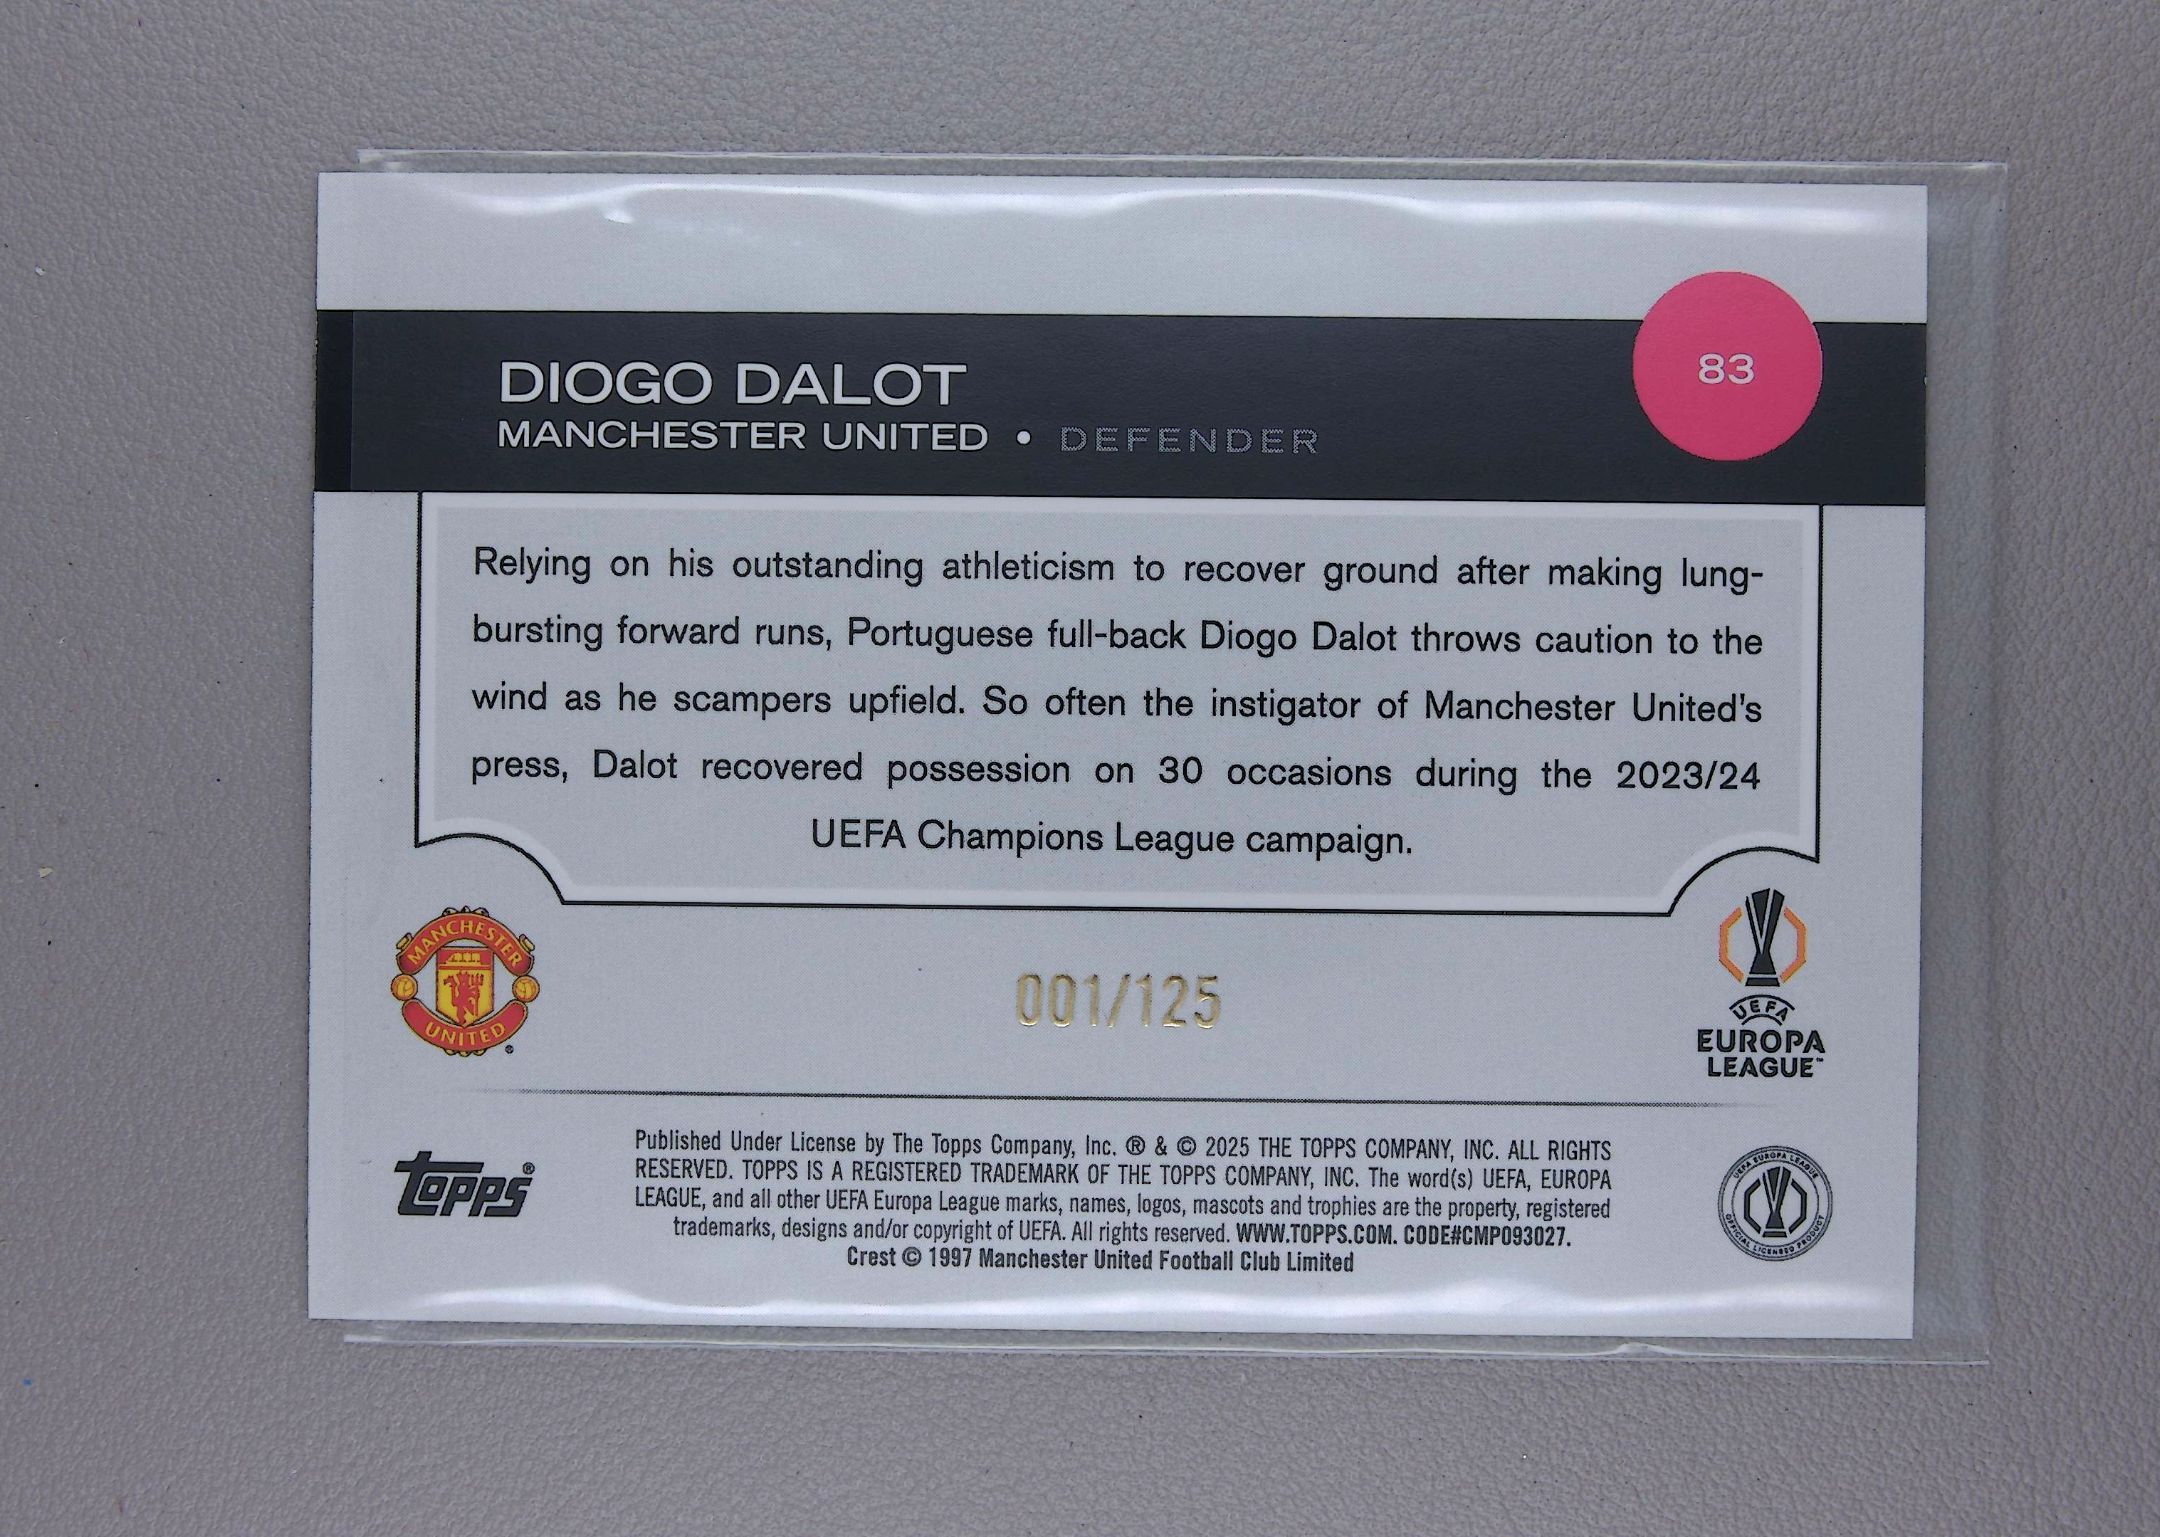 83
DIOGO DALOT
MANCHESTER UNITED • DEFENDER
Relying on his outstanding athleticism to recover ground after making lung-
bursting forward runs, Portuguese full-back Diogo Dalot throws caution to the
wind as he scampers upfield. So often the instigator of Manchester United's
press, Dalot recovered possession on 30 occasions during the 2023/24
UEFA Champions League campaign.
MANCHESTER
UNITED
001/125
UEFA
EUROPA
LEAGUE™
topps®
Published Under License by The Topps Company, Inc. ® & © 2025 THE TOPPS COMPANY, INC. ALL RIGHTS
RESERVED. TOPPS IS A REGISTERED TRADEMARK OF THE TOPPS COMPANY, INC. The word(s) UEFA, EUROPA
LEAGUE, and all other UEFA Europa League marks, names, logos, mascots and trophies are the property, registered
trademarks, designs and/or copyright of UEFA. All rights reserved. WWW.TOPPS.COM. CODE#CMP093027.
Crest © 1997 Manchester United Football Club Limited
UEFA EUROPA LEAGUE
OFFICIAL LICENSED PRODUCT